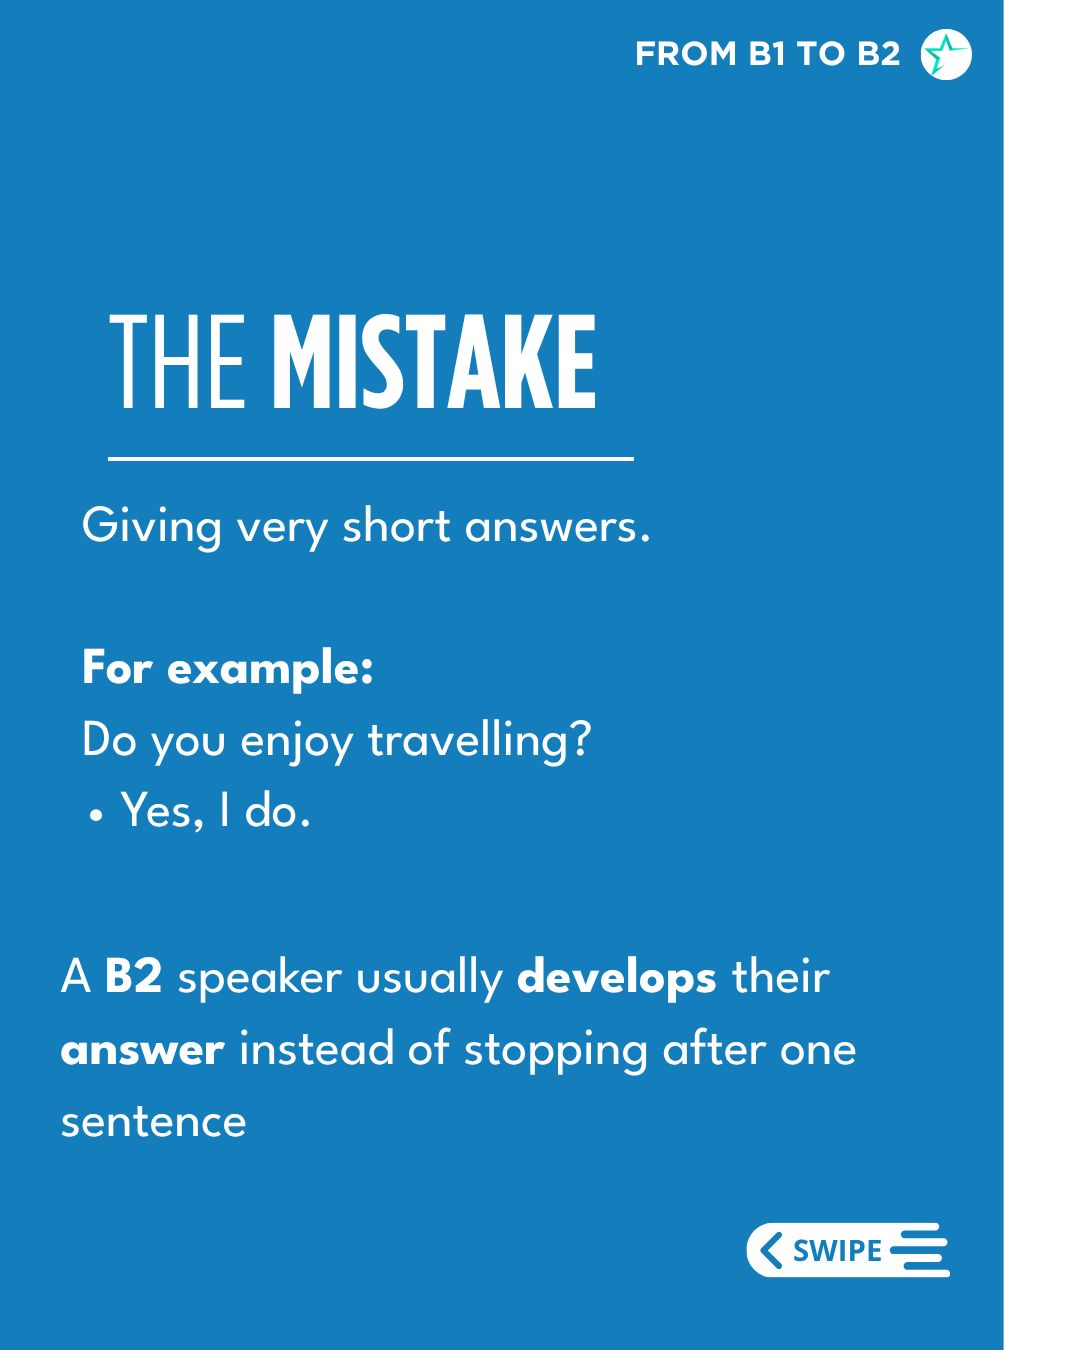 FROM B1 TO B2
THE MISTAKE
Giving very short answers.
For example:
Do you enjoy travelling?
• Yes, I do.
A B2 speaker usually develops their
answer instead of stopping after one
sentence
SWIPE